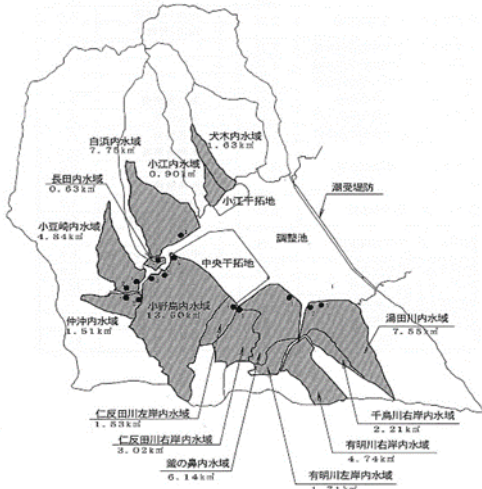 白浜内水域
7.75k㎡
犬木内水域
1.63k㎡
小江内水域
0.90k㎡
長田内水域
0.63k㎡
小江干拓地
潮受堤防
小豆崎内水域
4.84k㎡
調整池
中央干拓地
小野島内水域
13.50k㎡
仲沖内水域
1.51k㎡
湯田川内水域
7.58k㎡
仁反田川左岸内水域
1.53k㎡
千鳥川右岸内水域
2.21k㎡
仁反田川右岸内水域
3.02k㎡
有明川右岸内水域
4.74k㎡
鷲の鼻内水域
6.14k㎡
有明川左岸内水域